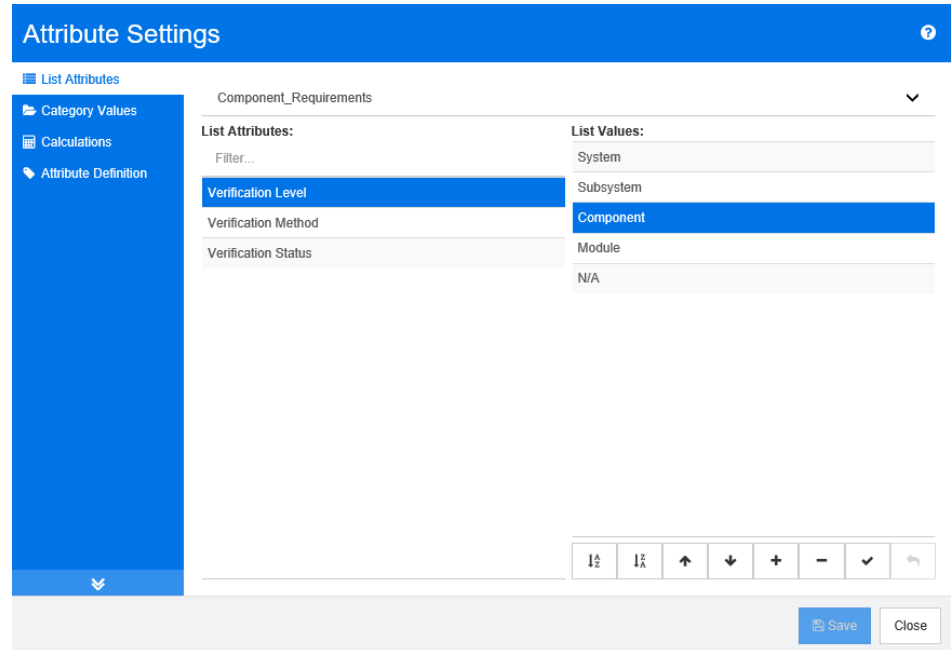 Attribute Settings
List Attributes
Category Values
Calculations
Attribute Definition
Component_Requirements
List Attributes:
Filter...
Verification Level
Verification Method
Verification Status
List Values:
System
Subsystem
Component
Module
N/A
Save
Close